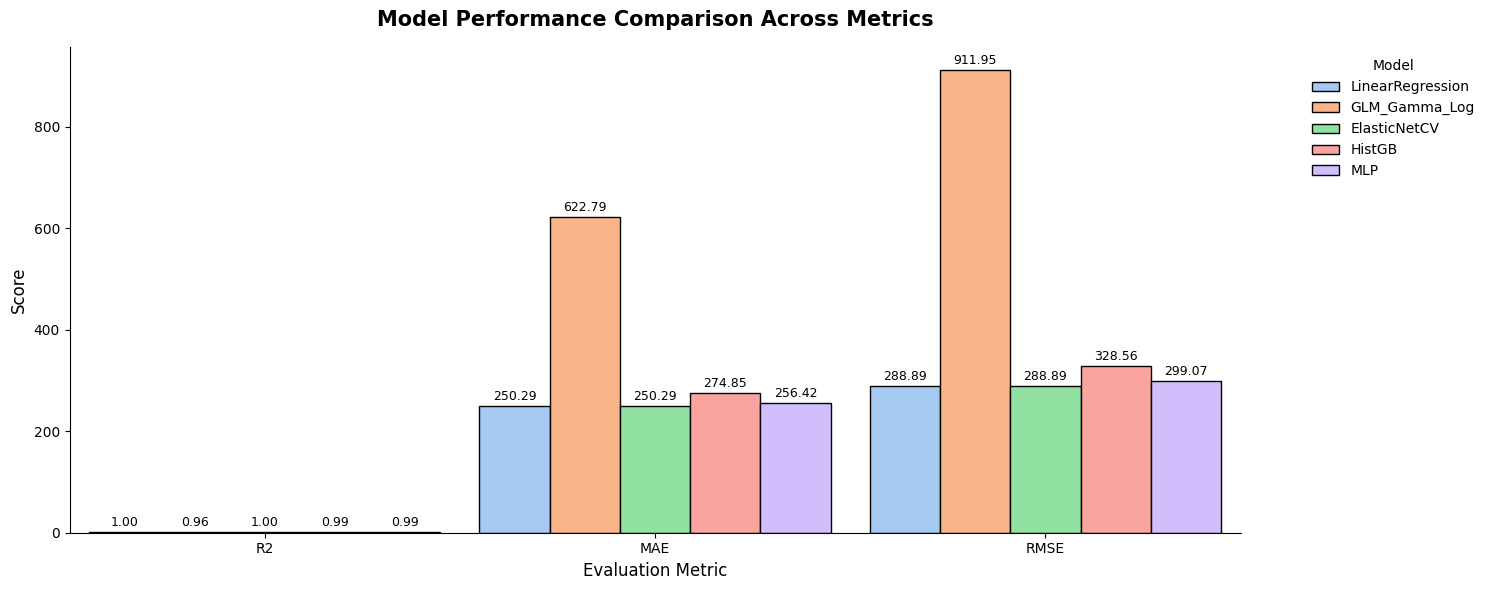 Model Performance Comparison Across Metrics
Score
800
600
400
200
0
1.00
0.96
1.00
0.99
0.99
250.29
622.79
250.29
274.85
256.42
288.89
911.95
288.89
328.56
299.07
R2
MAE
RMSE
Evaluation Metric
Model
LinearRegression
GLM_Gamma_Log
ElasticNetCV
HistGB
MLP